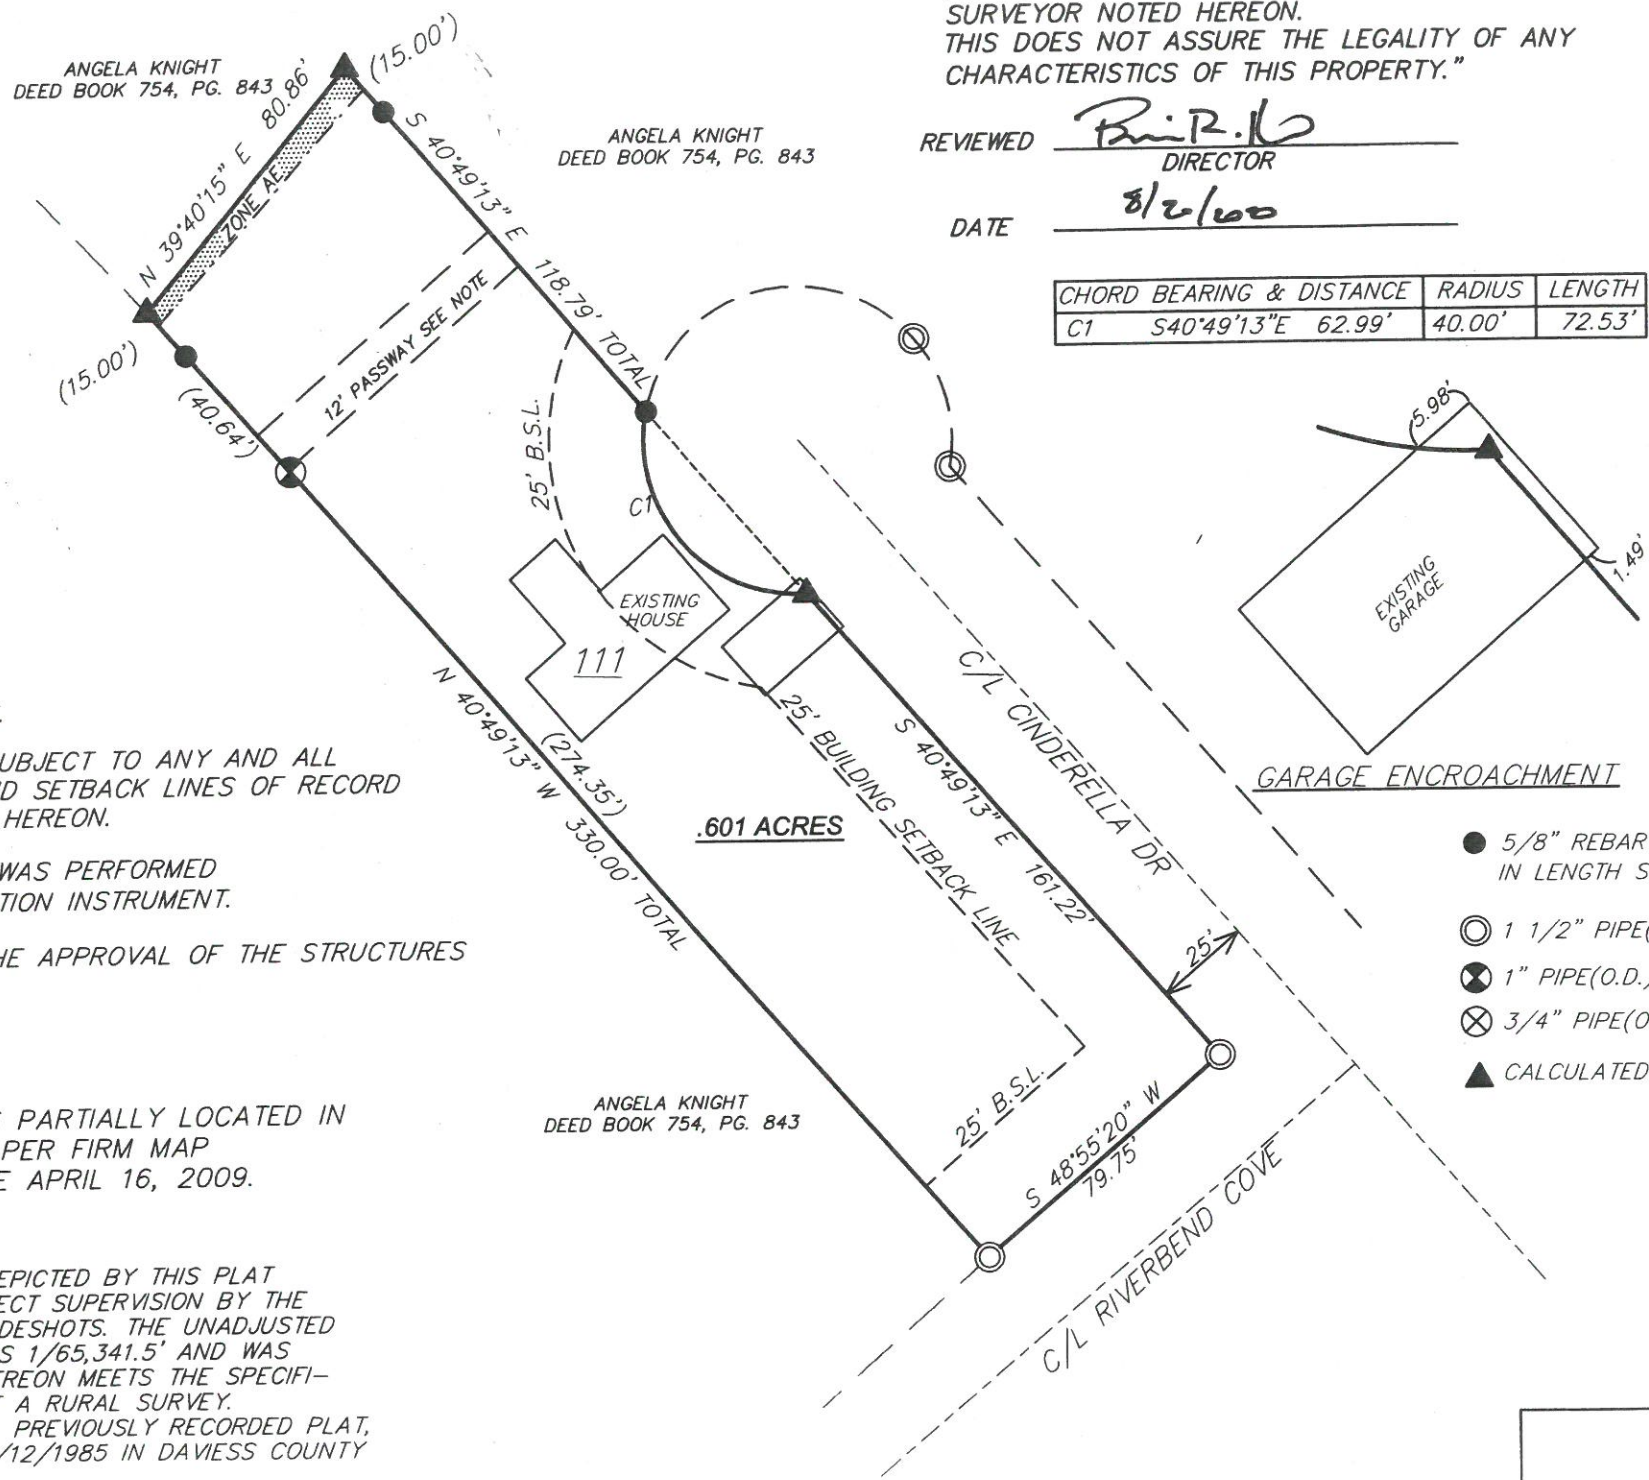 SURVEYOR NOTED HEREON.
THIS DOES NOT ASSURE THE LEGALITY OF ANY
CHARACTERISTICS OF THIS PROPERTY."
REVIEWED
DIRECTOR
DATE
CHORD BEARING & DISTANCE RADIUS LENGTH
C1 S40°49'13"E 62.99' 40.00' 72.53'
ANGELA KNIGHT
DEED BOOK 754, PG. 843
N 39°40'15" E 80.86'
(15.00')
ZONE AE
ANGELA KNIGHT
DEED BOOK 754, PG. 843
S 40°49'13" E 118.79' TOTAL
(15.00')
(40.64')
12' PASSWAY SEE NOTE
25' B.S.L.
C1
EXISTING
HOUSE
111
5.98'
1.49'
EXISTING
GARAGE
GARAGE ENCROACHMENT
C/L CINDERELLA DR
25' BUILDING SETBACK LINE
S 40°49'13" E 161.22'
25'
N 40°49'13" W 330.00' TOTAL
(274.35')
.601 ACRES
25' B.S.L.
S 48°55'20" W
79.75'
C/L RIVERBEND COVE
ANGELA KNIGHT
DEED BOOK 754, PG. 843
5/8" REBAR
IN LENGTH S
1 1/2" PIPE(
1" PIPE(O.D.)
3/4" PIPE(O
CALCULATED
UBJECT TO ANY AND ALL
D SETBACK LINES OF RECORD
HEREON.
WAS PERFORMED
TION INSTRUMENT.
HE APPROVAL OF THE STRUCTURES
PARTIALLY LOCATED IN
PER FIRM MAP
E APRIL 16, 2009.
EPICTED BY THIS PLAT
ECT SUPERVISION BY THE
DESHOTS. THE UNADJUSTED
S 1/65,341.5' AND WAS
EREON MEETS THE SPECIFI-
T A RURAL SURVEY.
PREVIOUSLY RECORDED PLAT,
/12/1985 IN DAVIESS COUNTY